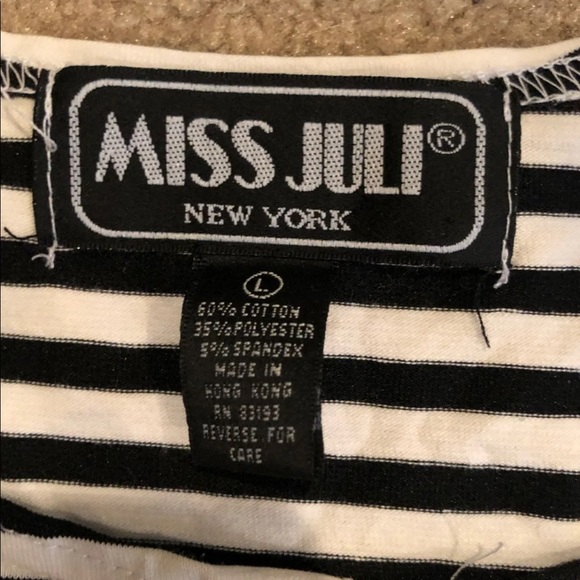 MISS JULI®
NEW YORK
L
60% COTTON
35% POLYESTER
5% SPANDEX
MADE IN
HONG KONG
RN 83193
REVERSE FOR
CARE